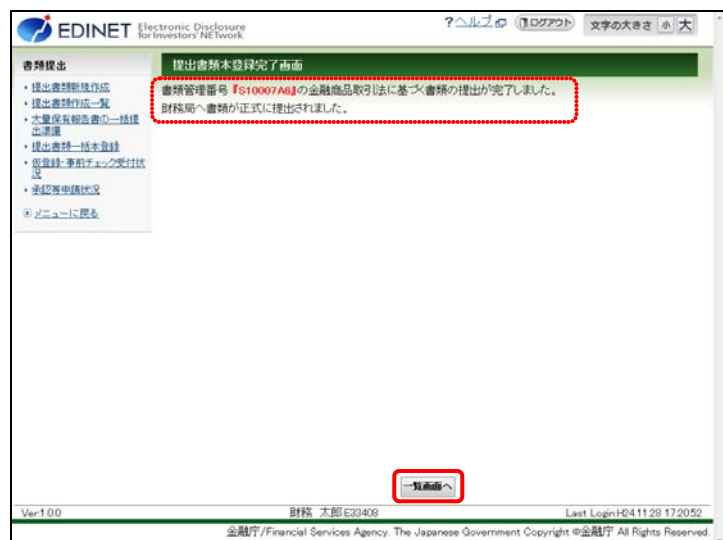 EDINET Electronic Disclosure for Investors' NETwork
?ヘルプ ログアウト 文字の大きさ 小 大
書類提出
提出書類本登録完了画面
・提出書類新規作成
・提出書類作成一覧
・大量保有報告書の一括提出準備
・提出書類一括本登録
・仮登録・事前チェック受付状況
・承認等申請状況
メニューに戻る
書類管理番号『S10007A6』の金融商品取引法に基づく書類の提出が完了しました。
財務局へ書類が正式に提出されました。
一覧画面へ
Ver.1.0.0 財務 太郎 E33408 Last Login:H24.11.28 17:20:52
金融庁/Financial Services Agency. The Japanese Government Copyright ©金融庁 All Rights Reserved.